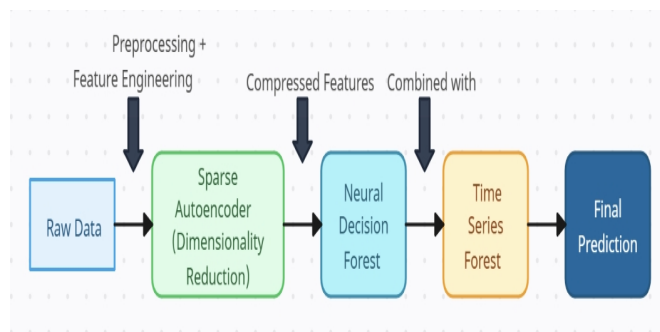 Preprocessing +
Feature Engineering
Compressed Features
Combined with
Raw Data
Sparse
Autoencoder
(Dimensionality
Reduction)
Neural
Decision
Forest
Time
Series
Forest
Final
Prediction